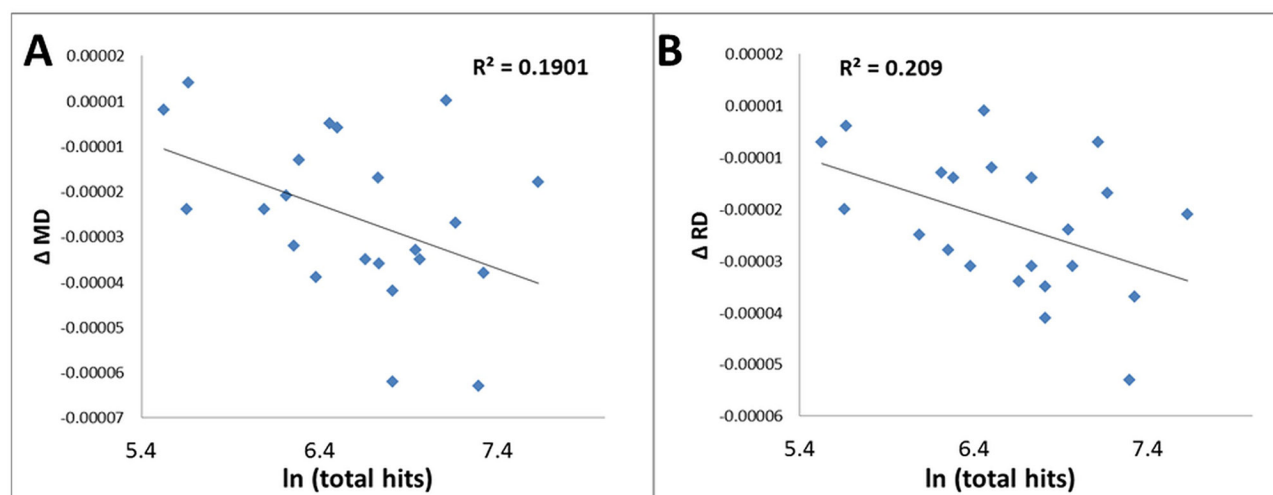 A
R² = 0.1901
0.00002
0.00001
-0.00001
-0.00002
-0.00003
-0.00004
-0.00005
-0.00006
-0.00007
Δ MD
5.4 6.4 7.4
ln (total hits)
B
R² = 0.209
0.00002
0.00001
-0.00001
-0.00002
-0.00003
-0.00004
-0.00005
-0.00006
Δ RD
5.4 6.4 7.4
ln (total hits)